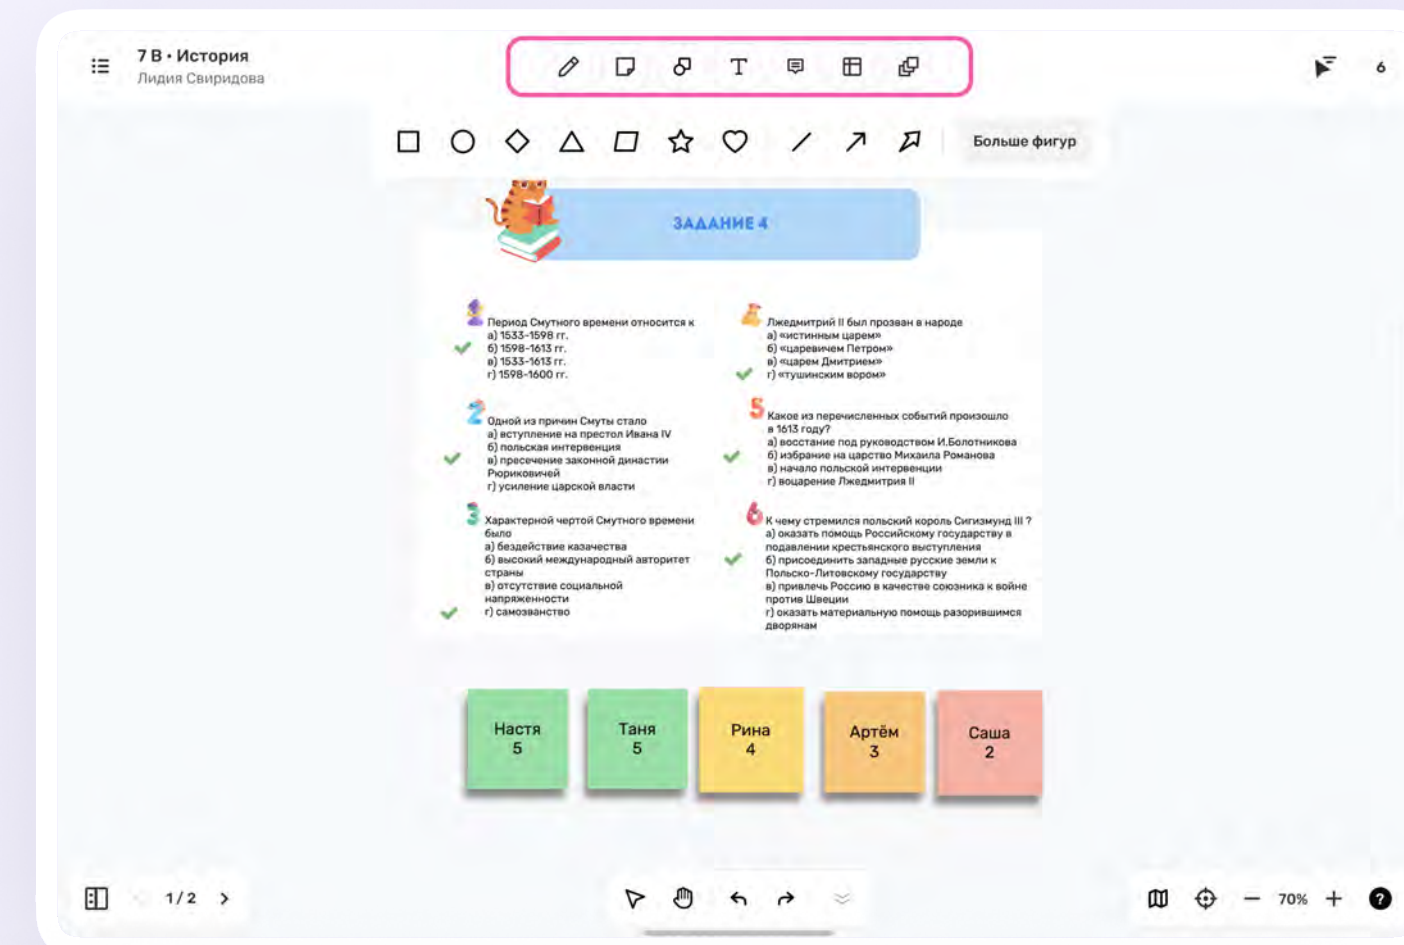 7 В • История
Лидия Свиридова
6
Больше фигур
ЗАДАНИЕ 4
1
Период Смутного времени относится к
а) 1533-1598 гг.
б) 1598-1613 гг.
в) 1533-1613 гг.
г) 1598-1600 гг.
2
Одной из причин Смуты стало
а) вступление на престол Ивана IV
б) польская интервенция
в) пресечение законной династии
Рюриковичей
г) усиление царской власти
3
Характерной чертой Смутного времени
было
а) бездействие казачества
б) высокий международный авторитет
страны
в) отсутствие социальной
напряженности
г) самозванство
4
Лжедмитрий II был прозван в народе
а) «истинным царем»
б) «царевичем Петром»
в) «царем Дмитрием»
г) «тушинским вором»
5
Какое из перечисленных событий произошло
в 1613 году?
а) восстание под руководством И.Болотникова
б) избрание на царство Михаила Романова
в) начало польской интервенции
г) воцарение Лжедмитрия II
6
К чему стремился польский король Сигизмунд III ?
а) оказать помощь Российскому государству в
подавлении крестьянского выступления
б) присоединить западные русские земли к
Польско-Литовскому государству
в) привлечь Россию в качестве союзника к войне
против Швеции
г) оказать материальную помощь разорившимся
дворянам
Настя
5
Таня
5
Рина
4
Артём
3
Саша
2
1 / 2
70%
?